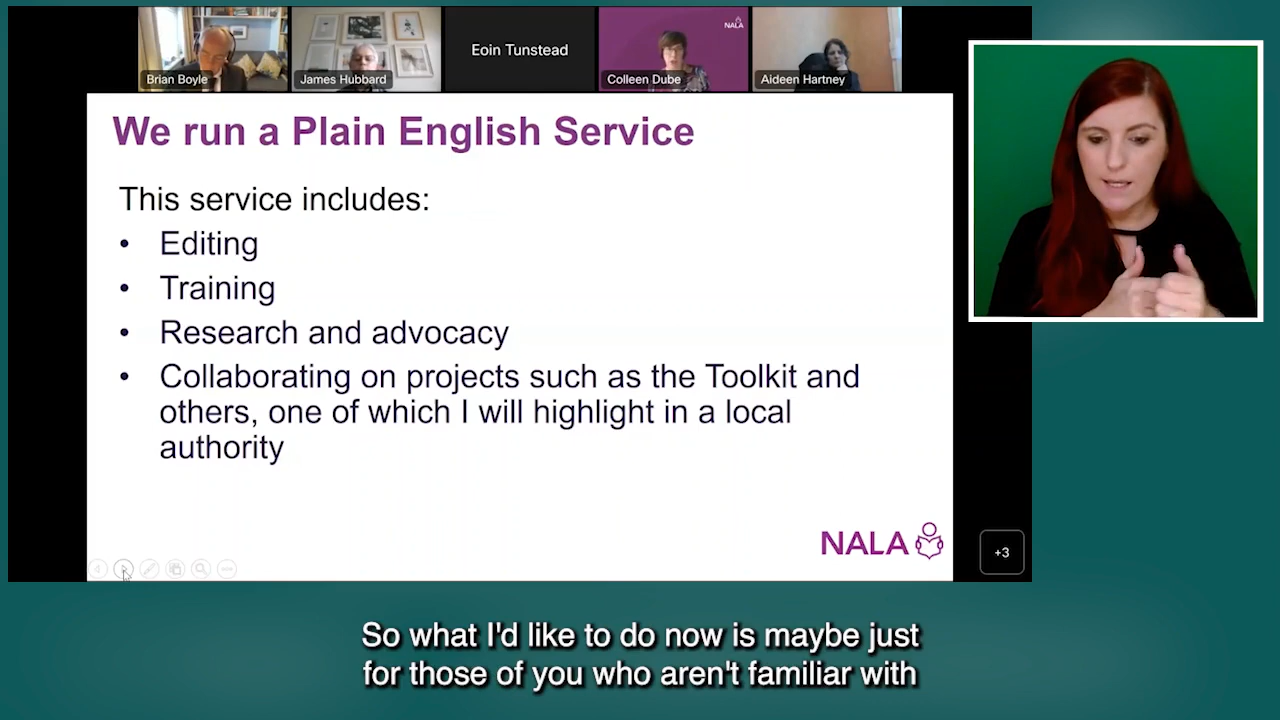 Brian Boyle
James Hubbard
Eoin Tunstead
Colleen Dube
NALA
Aideen Hartney
We run a Plain English Service
This service includes:
• Editing
• Training
• Research and advocacy
• Collaborating on projects such as the Toolkit and
others, one of which I will highlight in a local
authority
NALA
+3
So what I'd like to do now is maybe just
for those of you who aren't familiar with